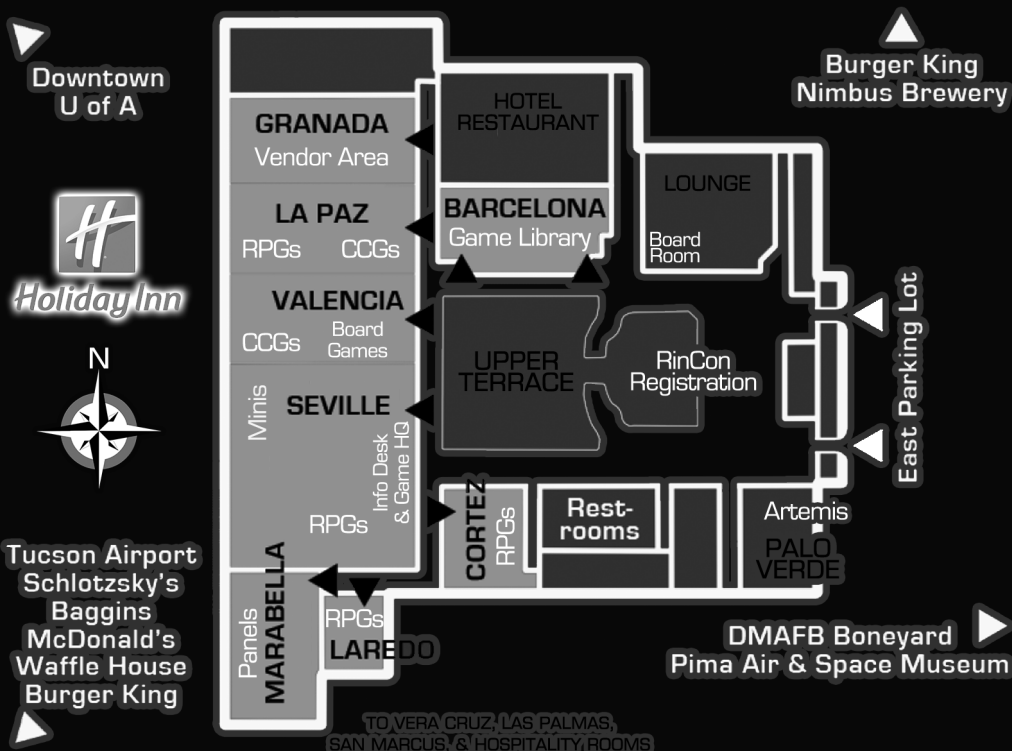 Downtown
U of A
Burger King
Nimbus Brewery
HOTEL
RESTAURANT
GRANADA
Vendor Area
LOUNGE
Board
Room
LA PAZ
RPGs CCGs
BARCELONA
Game Library
Holiday Inn
VALENCIA
CCGs
Board
Games
East Parking Lot
N
UPPER
TERRACE
RinCon
Registration
SEVILLE
Minis
Info Desk
& Game HQ
RPGs
CORTEZ
RPGs
Rest-
rooms
Artemis
PALO
VERDE
Tucson Airport
Schlotzsky's
Baggins
McDonald's
Waffle House
Burger King
MARABELLA
Panels
RPGs
LAREDO
DMAFB Boneyard
Pima Air & Space Museum
TO VERA CRUZ, LAS PALMAS,
SAN MARCUS, & HOSPITALITY ROOMS